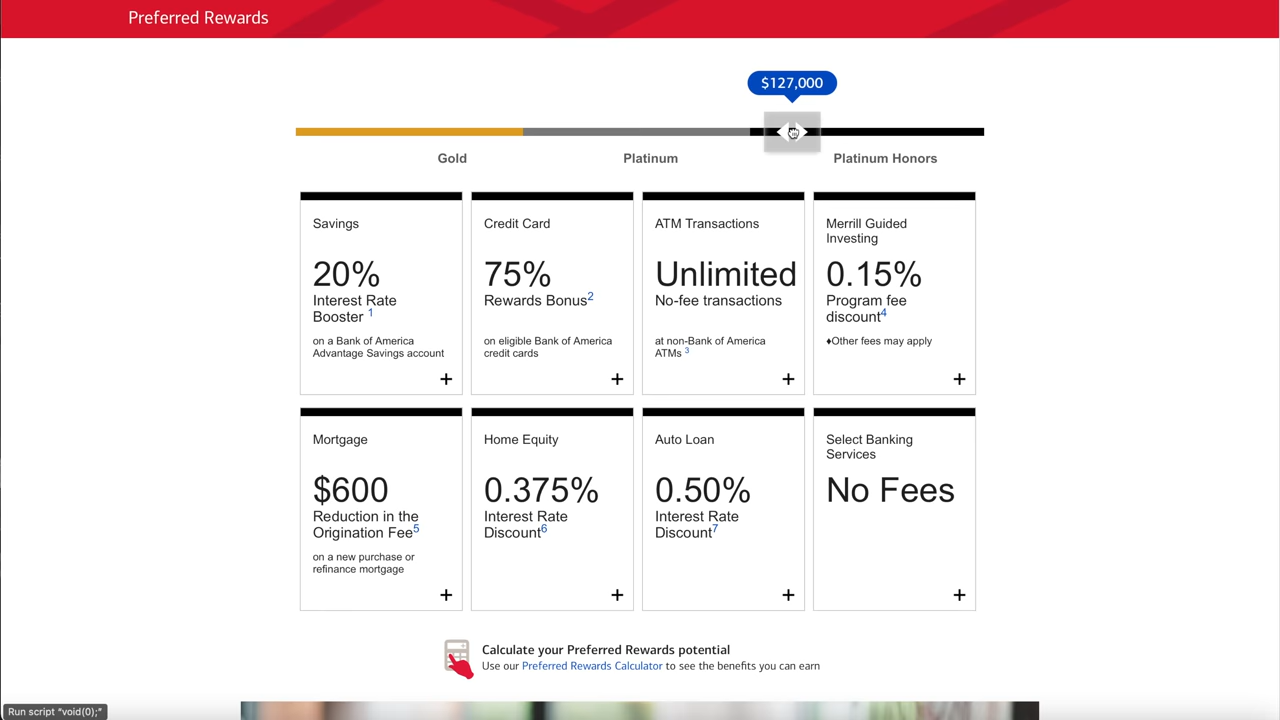 Preferred Rewards
$127,000
Gold Platinum Platinum Honors
Savings
20%
Interest Rate
Booster 1
on a Bank of America
Advantage Savings account
+
Credit Card
75%
Rewards Bonus2
on eligible Bank of America
credit cards
+
ATM Transactions
Unlimited
No-fee transactions
at non-Bank of America
ATMs 3
+
Merrill Guided
Investing
0.15%
Program fee
discount4
♦Other fees may apply
+
Mortgage
$600
Reduction in the
Origination Fee5
on a new purchase or
refinance mortgage
+
Home Equity
0.375%
Interest Rate
Discount6
+
Auto Loan
0.50%
Interest Rate
Discount7
+
Select Banking
Services
No Fees
+
Calculate your Preferred Rewards potential
Use our Preferred Rewards Calculator to see the benefits you can earn
Run script "void(0);"